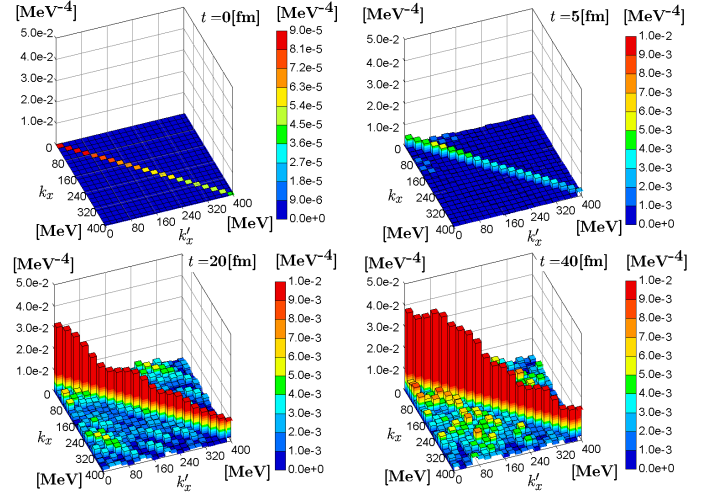 [MeV⁻⁴] t =0[fm] [MeV⁻⁴]
5.0e-2
4.0e-2
3.0e-2
2.0e-2
1.0e-2
0
80
160
240
320
400
kₓ
[MeV]
0
80
160
240
320
400
k′ₓ
[MeV]
9.0e-5
8.1e-5
7.2e-5
6.3e-5
5.4e-5
4.5e-5
3.7e-5
2.7e-5
1.8e-5
9.0e-6
0.0e+0
[MeV⁻⁴] t =5[fm] [MeV⁻⁴]
5.0e-2
4.0e-2
3.0e-2
2.0e-2
1.0e-2
0
80
160
240
320
400
kₓ
[MeV]
0
80
160
240
320
400
k′ₓ
[MeV]
1.0e-2
9.0e-3
8.0e-3
7.0e-3
6.0e-3
5.0e-3
4.0e-3
3.0e-3
2.0e-3
1.0e-3
0.0e+0
[MeV⁻⁴] t =20[fm] [MeV⁻⁴]
5.0e-2
4.0e-2
3.0e-2
2.0e-2
1.0e-2
0
80
160
240
320
400
kₓ
[MeV]
0
80
160
240
320
400
k′ₓ
[MeV]
1.0e-2
9.0e-3
8.0e-3
7.0e-3
6.0e-3
5.0e-3
4.0e-3
3.0e-3
2.0e-3
1.0e-3
0.0e+0
[MeV⁻⁴] t =40[fm] [MeV⁻⁴]
5.0e-2
4.0e-2
3.0e-2
2.0e-2
1.0e-2
0
80
160
240
320
400
kₓ
[MeV]
0
80
160
240
320
400
k′ₓ
[MeV]
1.0e-2
9.0e-3
8.0e-3
7.0e-3
6.0e-3
5.0e-3
4.0e-3
3.0e-3
2.0e-3
1.0e-3
0.0e+0